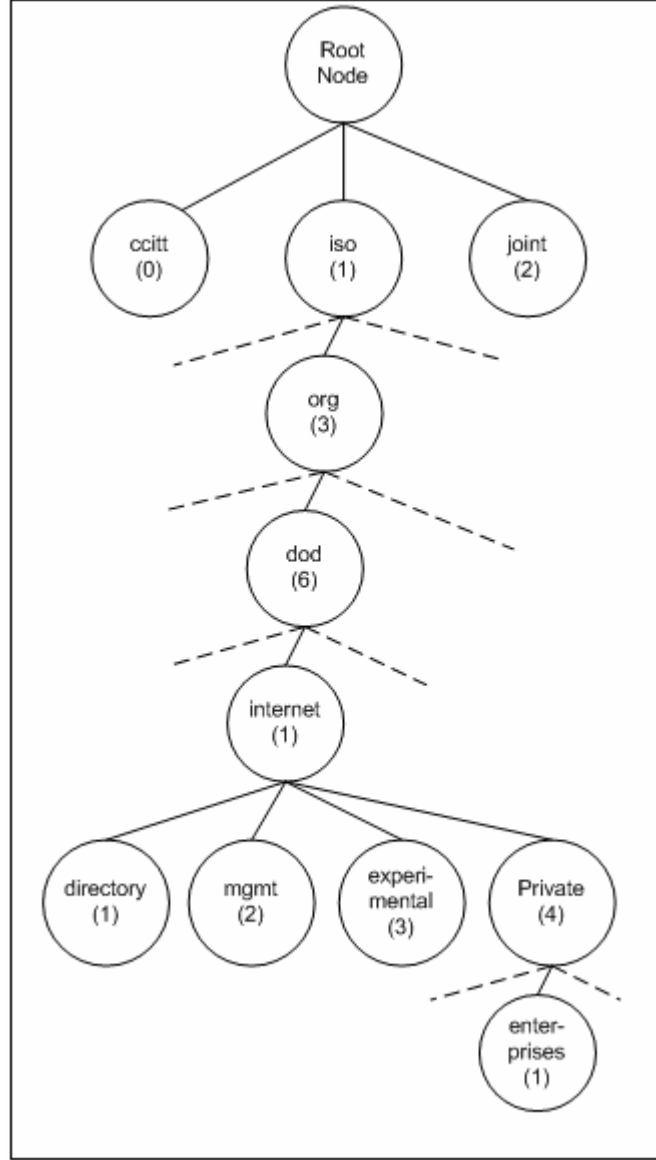 Root
Node
ccitt
(0)
iso
(1)
joint
(2)
org
(3)
dod
(6)
internet
(1)
directory
(1)
mgmt
(2)
experi-
mental
(3)
Private
(4)
enter-
prises
(1)